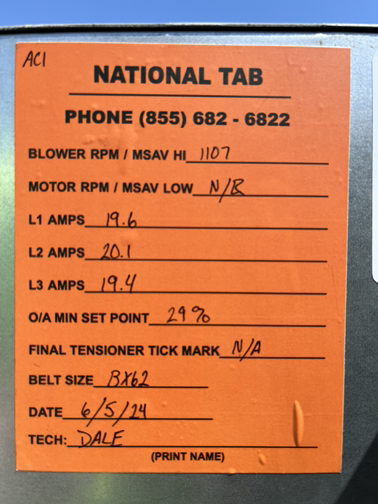 AC1
NATIONAL TAB
PHONE (855) 682 - 6822
BLOWER RPM / MSAV HI 1107
MOTOR RPM / MSAV LOW N/R
L1 AMPS 19.6
L2 AMPS 20.1
L3 AMPS 19.4
O/A MIN SET POINT 29%
FINAL TENSIONER TICK MARK N/A
BELT SIZE BX62
DATE 6/5/24
TECH: DALE
(PRINT NAME)